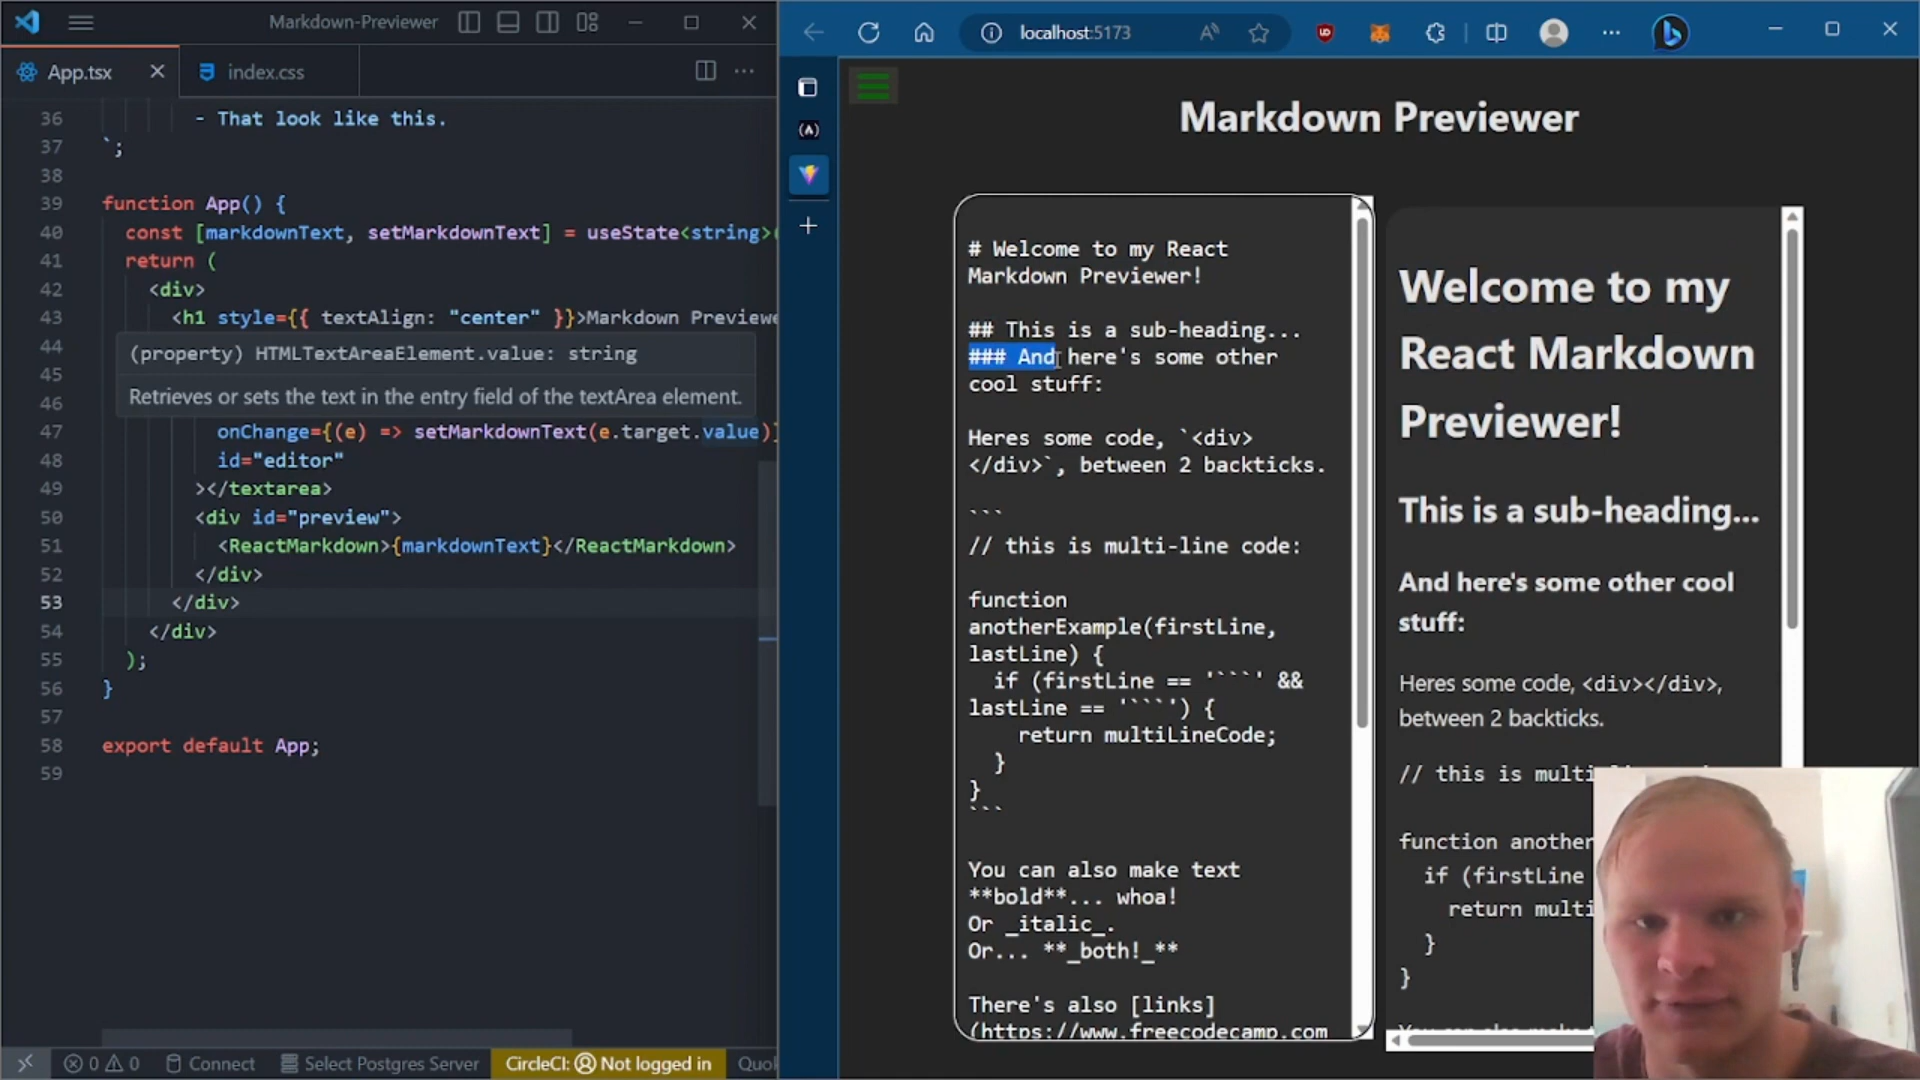 Markdown-Previewer
App.tsx
index.css
36 - That look like this.
37 `;
38
39 function App() {
40 const [markdownText, setMarkdownText] = useState<string>(
41 return (
42 <div>
43 <h1 style={{ textAlign: "center" }}>Markdown Previewe
44
(property) HTMLTextAreaElement.value: string
Retrieves or sets the text in the entry field of the textArea element.
46
47 onChange={(e) => setMarkdownText(e.target.value)}
48 id="editor"
49 ></textarea>
50 <div id="preview">
51 <ReactMarkdown>{markdownText}</ReactMarkdown>
52 </div>
53 </div>
54 </div>
55 );
56 }
57
58 export default App;
59
0 0
Connect
Select Postgres Server
CircleCI: Not logged in
Quok
localhost:5173
Markdown Previewer
# Welcome to my React
Markdown Previewer!
## This is a sub-heading...
### And here's some other
cool stuff:
Heres some code, `<div>
</div>`, between 2 backticks.
```
// this is multi-line code:
function
anotherExample(firstLine,
lastLine) {
if (firstLine == '```' &&
lastLine == '```') {
return multiLineCode;
}
}
```
You can also make text
**bold**... whoa!
Or _italic_.
Or... **_both!_**
There's also [links]
(https://www.freecodecamp.com
Welcome to my
React Markdown
Previewer!
This is a sub-heading...
And here's some other cool
stuff:
Heres some code, <div></div>,
between 2 backticks.
// this is multi
function another
if (firstLine
return multi
}
}